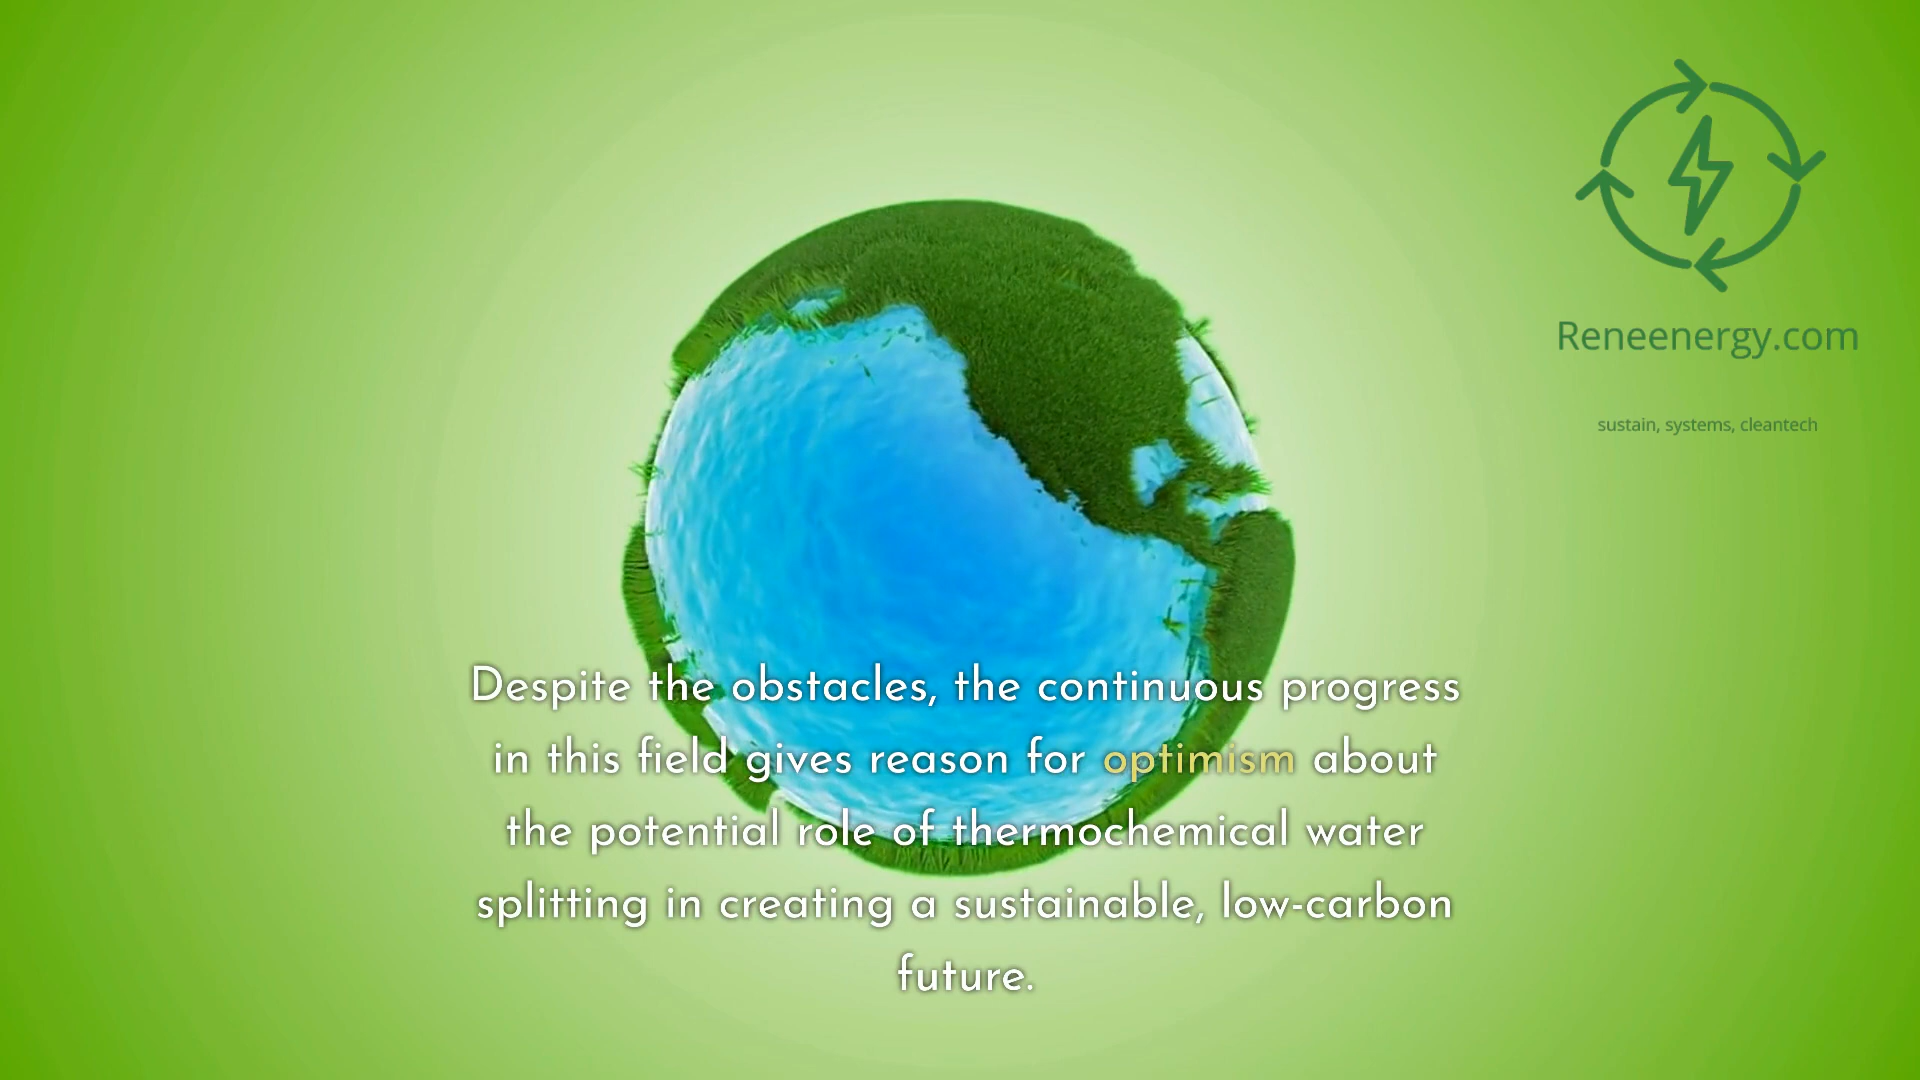 Reneenergy.com
sustain, systems, cleantech
Despite the obstacles, the continuous progress
in this field gives reason for optimism about
the potential role of thermochemical water
splitting in creating a sustainable, low-carbon
future.